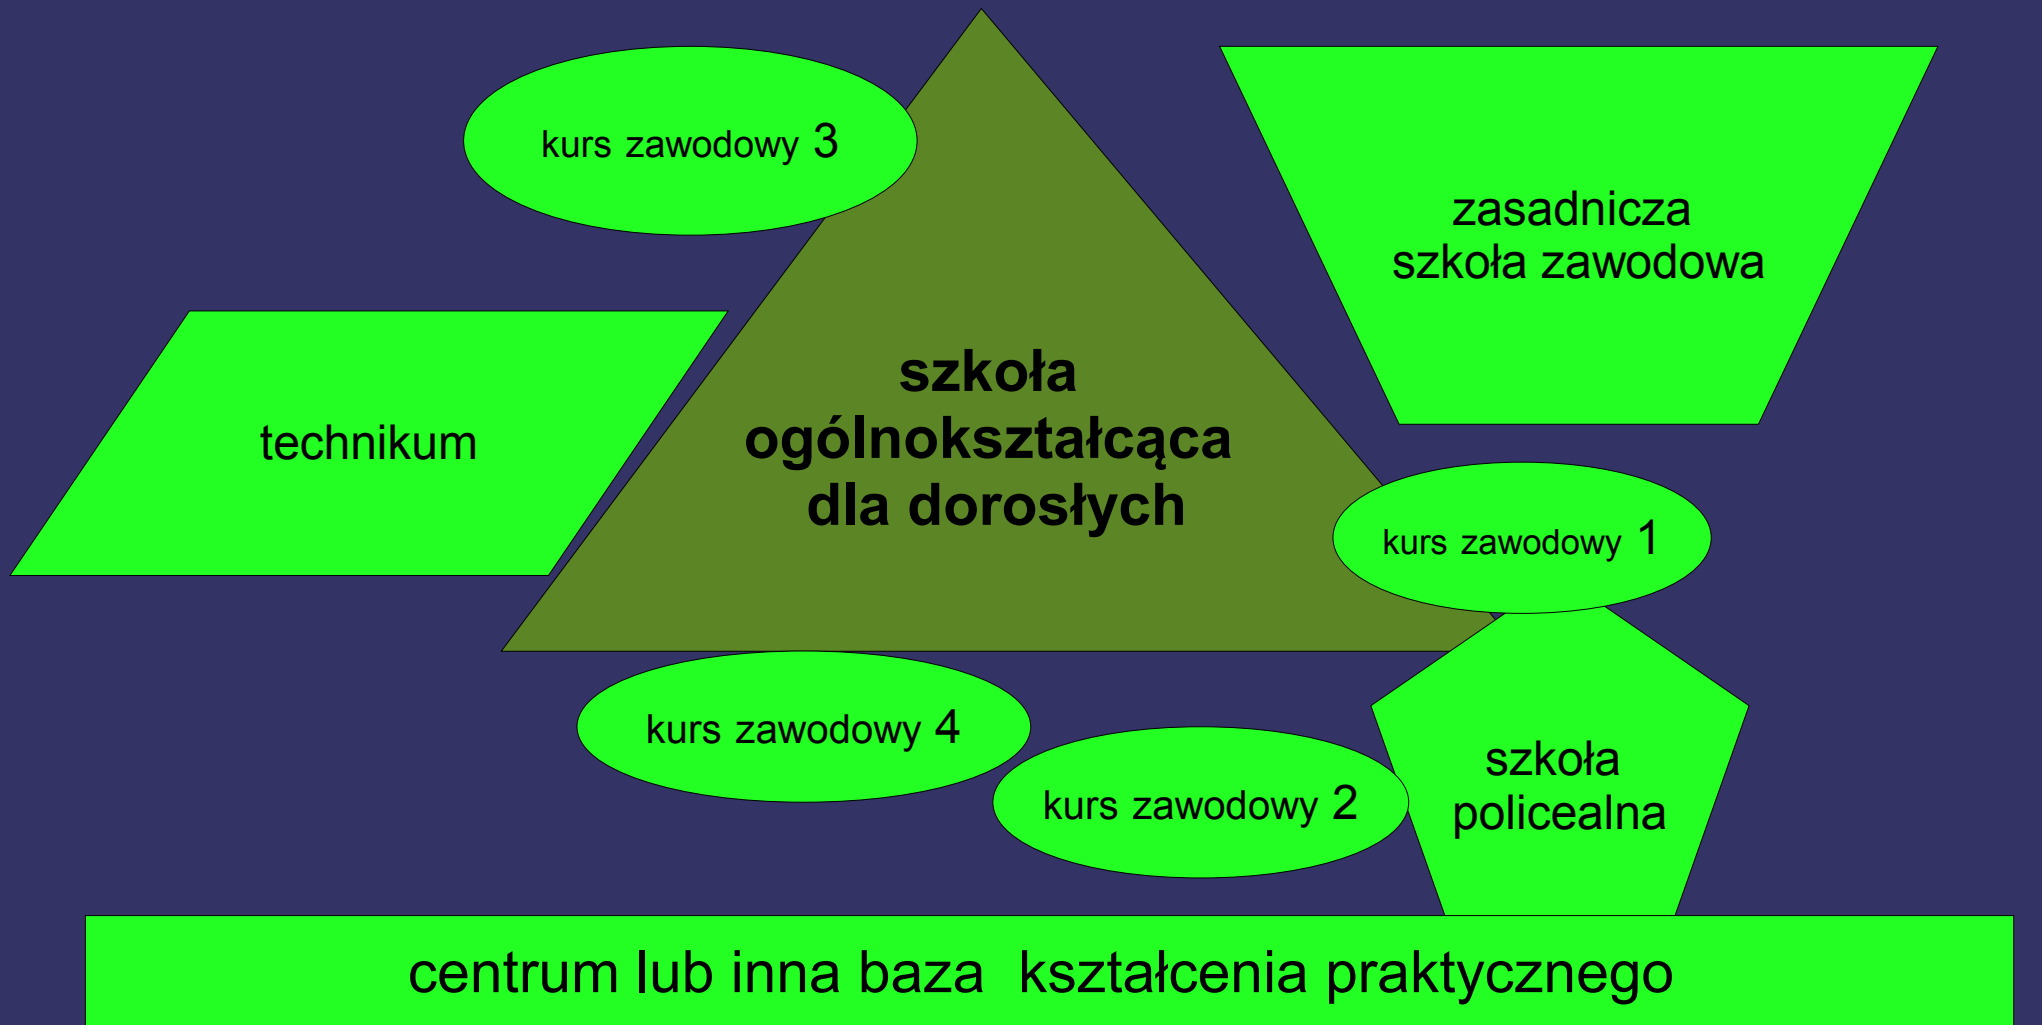 kurs zawodowy 3
zasadnicza
szkoła zawodowa
technikum
szkoła
ogólnokształcąca
dla dorosłych
kurs zawodowy 1
kurs zawodowy 4
kurs zawodowy 2
szkoła
policealna
centrum lub inna baza  kształcenia praktycznego